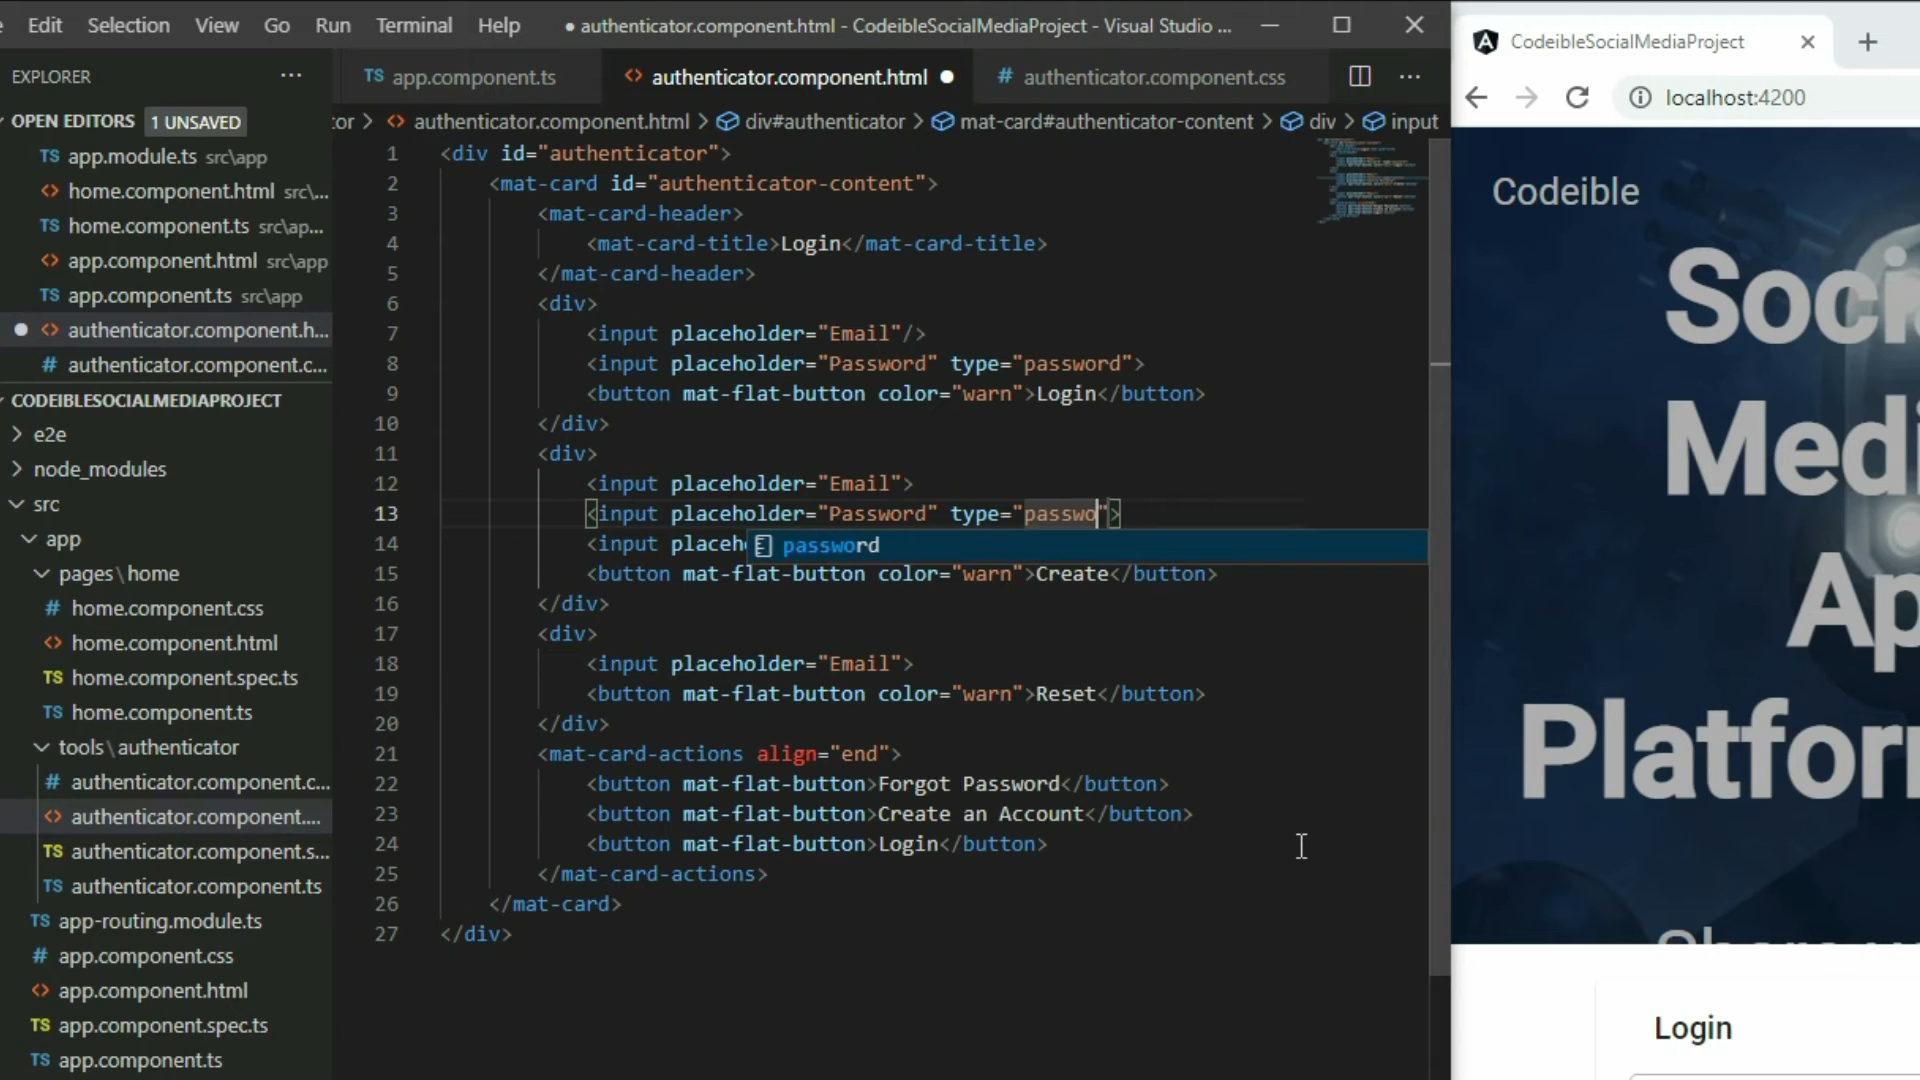 Edit Selection View Go Run Terminal Help ● authenticator.component.html - CodeibleSocialMediaProject - Visual Studio ...
EXPLORER ...
OPEN EDITORS 1 UNSAVED
TS app.module.ts src\app
<> home.component.html src\...
TS home.component.ts src\ap...
<> app.component.html src\app
TS app.component.ts src\app
● <> authenticator.component.h...
# authenticator.component.c...
CODEIBLESOCIALMEDIAPROJECT
> e2e
> node_modules
src
app
pages\home
# home.component.css
<> home.component.html
TS home.component.spec.ts
TS home.component.ts
tools\authenticator
# authenticator.component.c...
<> authenticator.component....
TS authenticator.component.s...
TS authenticator.component.ts
TS app-routing.module.ts
# app.component.css
<> app.component.html
TS app.component.spec.ts
TS app.component.ts
TS app.component.ts <> authenticator.component.html ● # authenticator.component.css ...
tor > <> authenticator.component.html > div#authenticator > mat-card#authenticator-content > div > input
1 <div id="authenticator">
2 <mat-card id="authenticator-content">
3 <mat-card-header>
4 <mat-card-title>Login</mat-card-title>
5 </mat-card-header>
6 <div>
7 <input placeholder="Email"/>
8 <input placeholder="Password" type="password">
9 <button mat-flat-button color="warn">Login</button>
10 </div>
11 <div>
12 <input placeholder="Email">
13 <input placeholder="Password" type="passwo">
14 <input placeh
password
15 <button mat-flat-button color="warn">Create</button>
16 </div>
17 <div>
18 <input placeholder="Email">
19 <button mat-flat-button color="warn">Reset</button>
20 </div>
21 <mat-card-actions align="end">
22 <button mat-flat-button>Forgot Password</button>
23 <button mat-flat-button>Create an Account</button>
24 <button mat-flat-button>Login</button>
25 </mat-card-actions>
26 </mat-card>
27 </div>
CodeibleSocialMediaProject
localhost:4200
Codeible
Soci
Medi
Ap
Platfor
Login